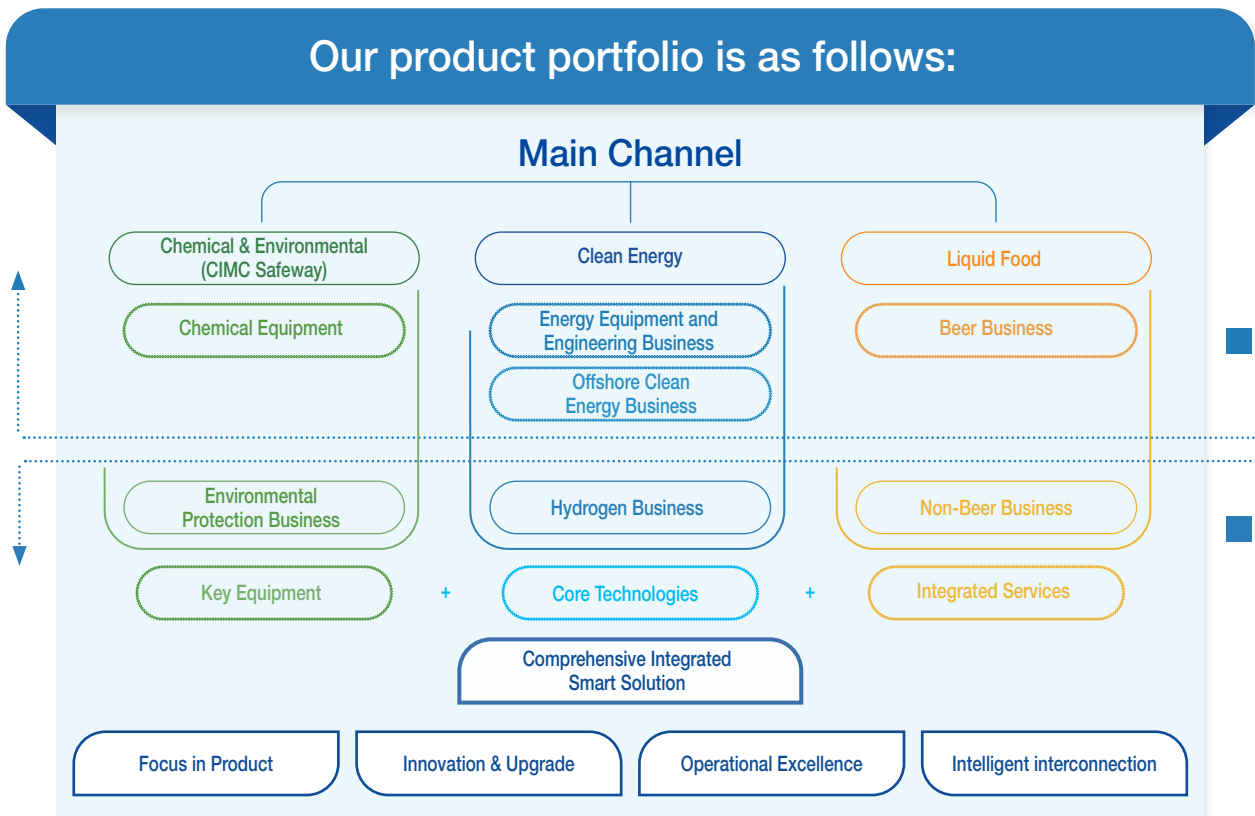 Our product portfolio is as follows:
Main Channel
Chemical & Environmental
(CIMC Safeway)
Clean Energy
Liquid Food
Chemical Equipment
Energy Equipment and
Engineering Business
Beer Business
Offshore Clean
Energy Business
Environmental
Protection Business
Hydrogen Business
Non-Beer Business
Key Equipment
+
Core Technologies
+
Integrated Services
Comprehensive Integrated
Smart Solution
Focus in Product
Innovation & Upgrade
Operational Excellence
Intelligent interconnection